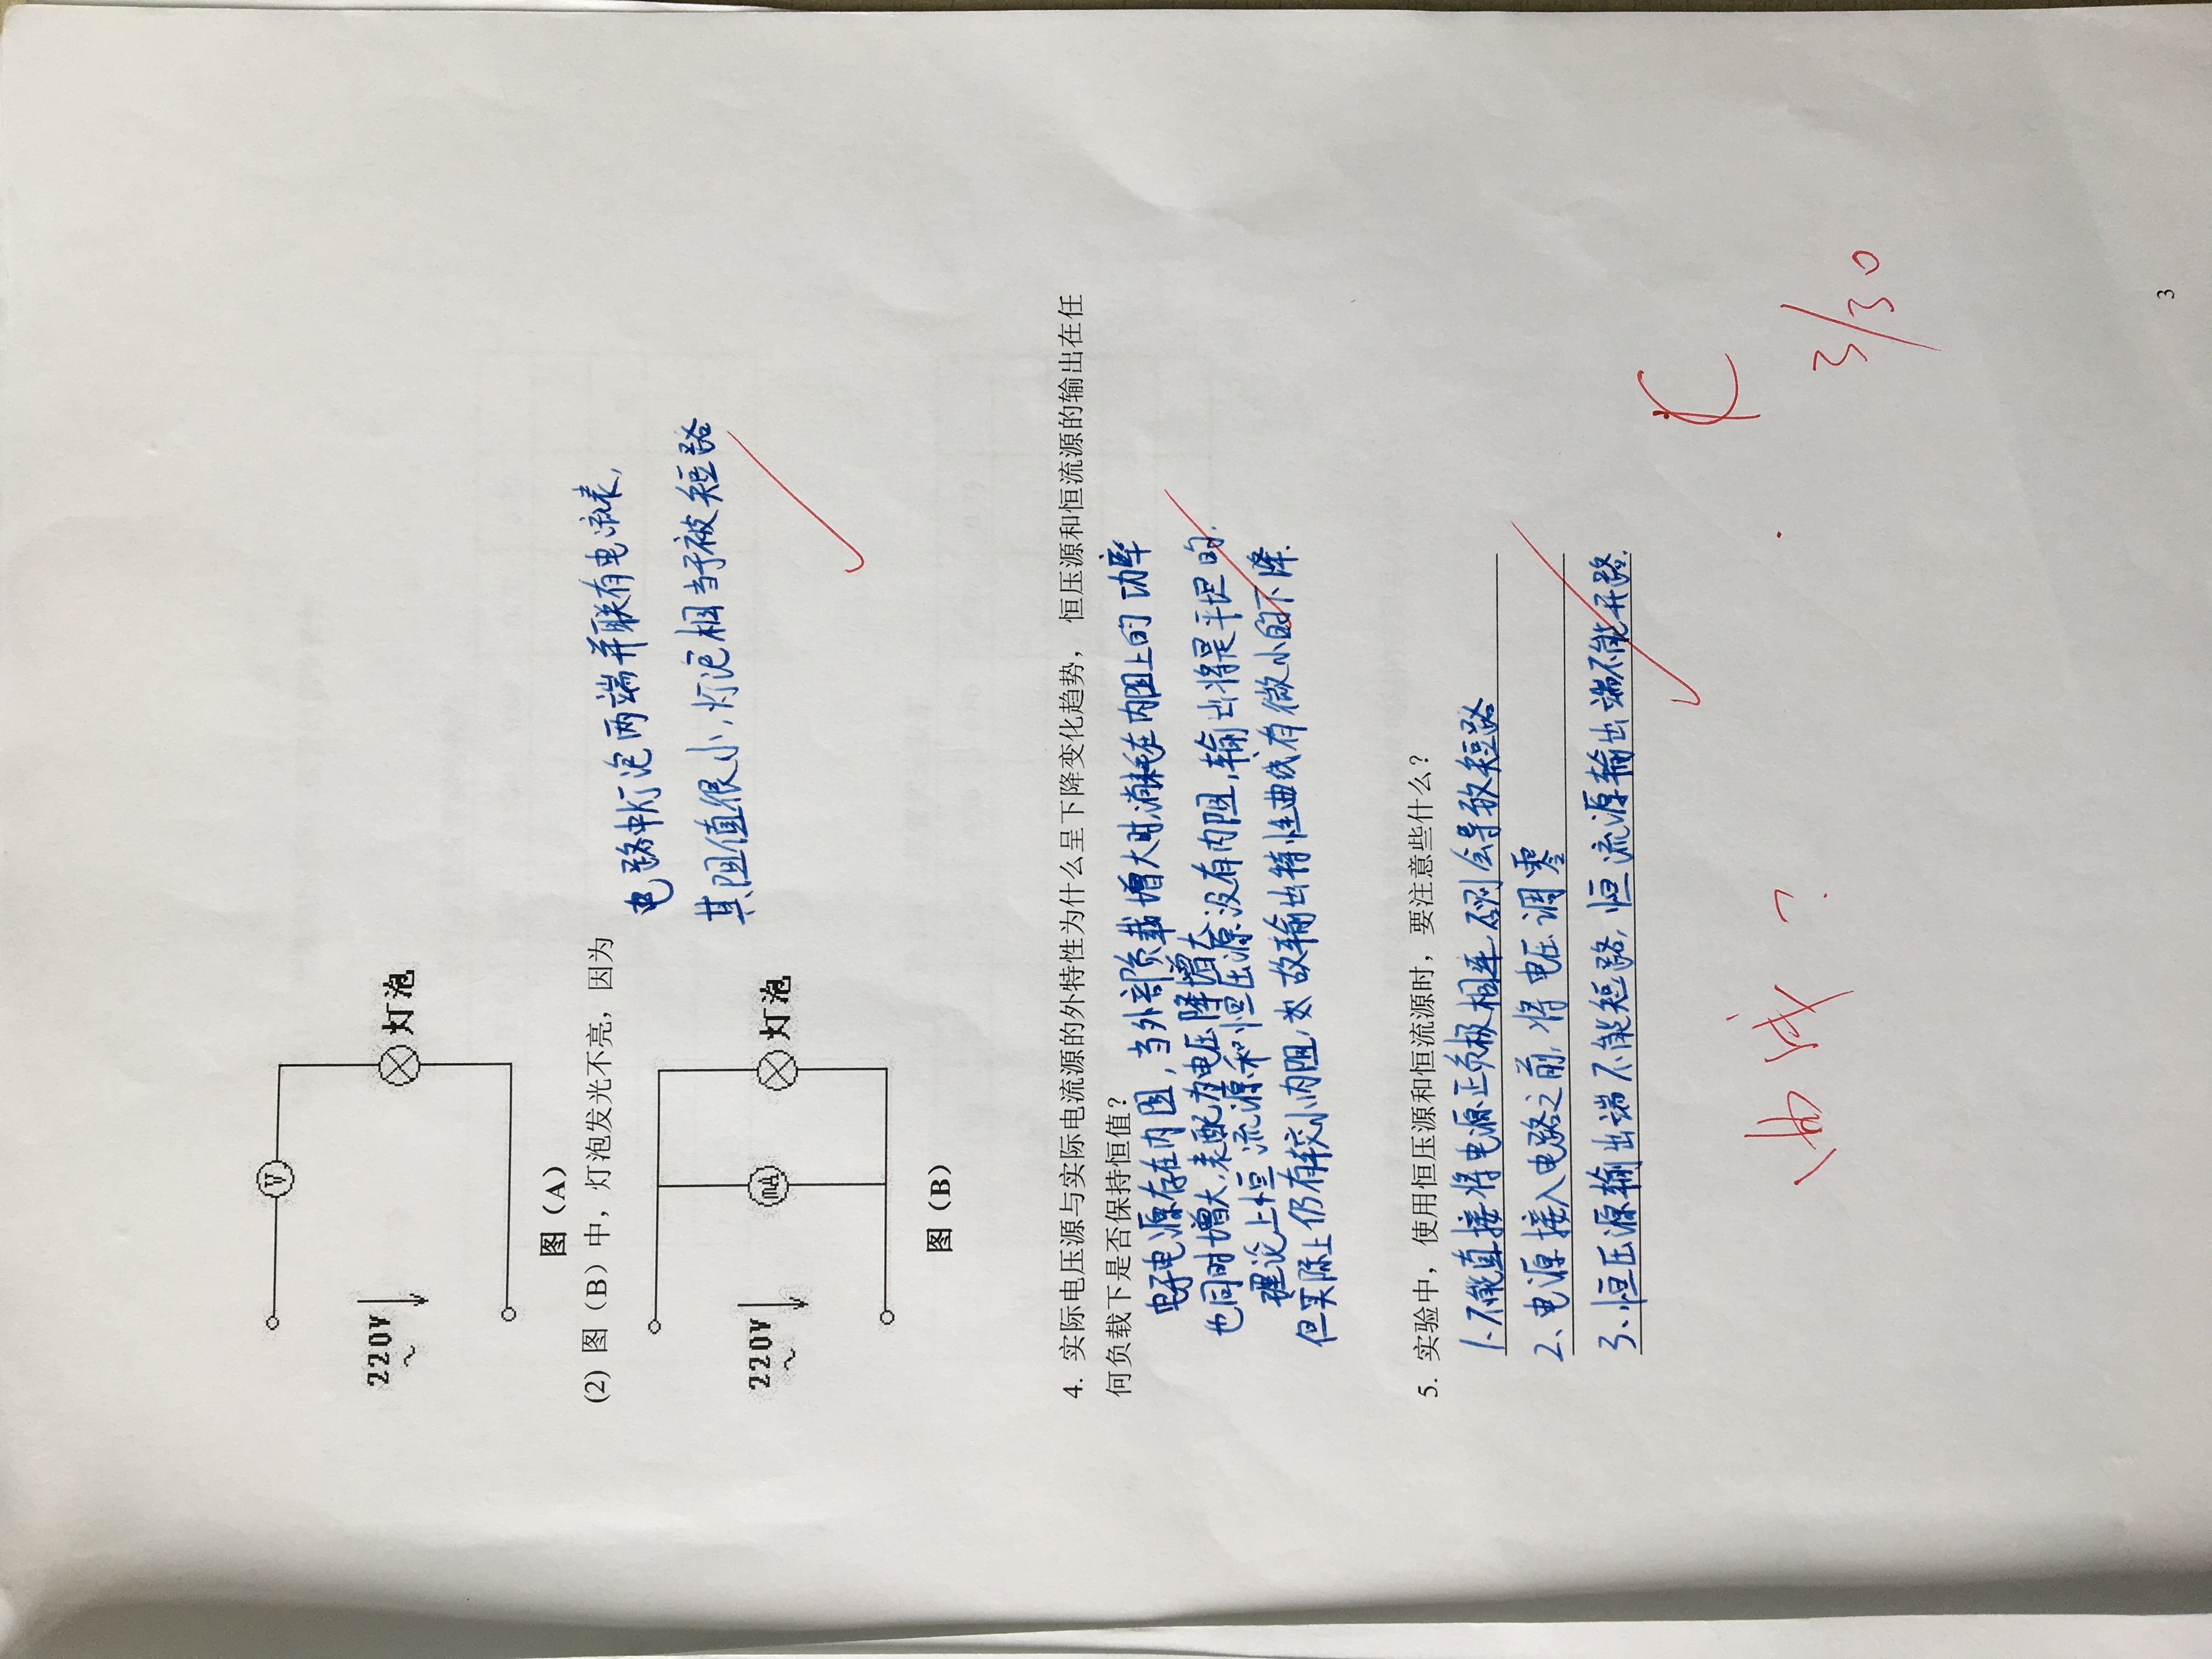 V
灯泡
220V
~
图（A）
(2) 图（B）中，灯泡发光不亮，因为
电路中灯泡两端并联有电流表,
其阻值很小,灯泡相当于被短路
mA
灯泡
220V
~
图（B）
4. 实际电压源与实际电流源的外特性为什么呈下降变化趋势，恒压源和恒流源的输出在任
何负载下是否保持恒值？
电源存在内因,当外部负载增大时,消耗在内阻上的功率
也同时增大,表配为电压降增大
理论上恒流源和恒压源没有内阻,输出将是平坦的.
但实际上仍有较小内阻,故输出特性曲线有微小的下降.
5. 实验中，使用恒压源和恒流源时，要注意些什么？
1、不能直接将电源正负极相连,否则会导致短路
2、电源接入电路之前,将电压调零
3、恒压源输出端不能短路,恒流源输出端不能开路.
曲线?
3/30
3